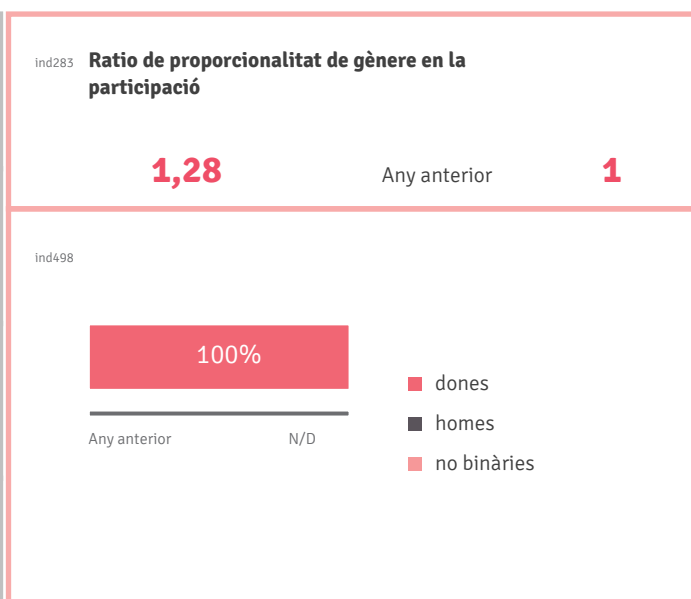 ind283 Ratio de proporcionalitat de gènere en la
participació
1,28 Any anterior 1
ind498
100%
Any anterior N/D
dones
homes
no binàries